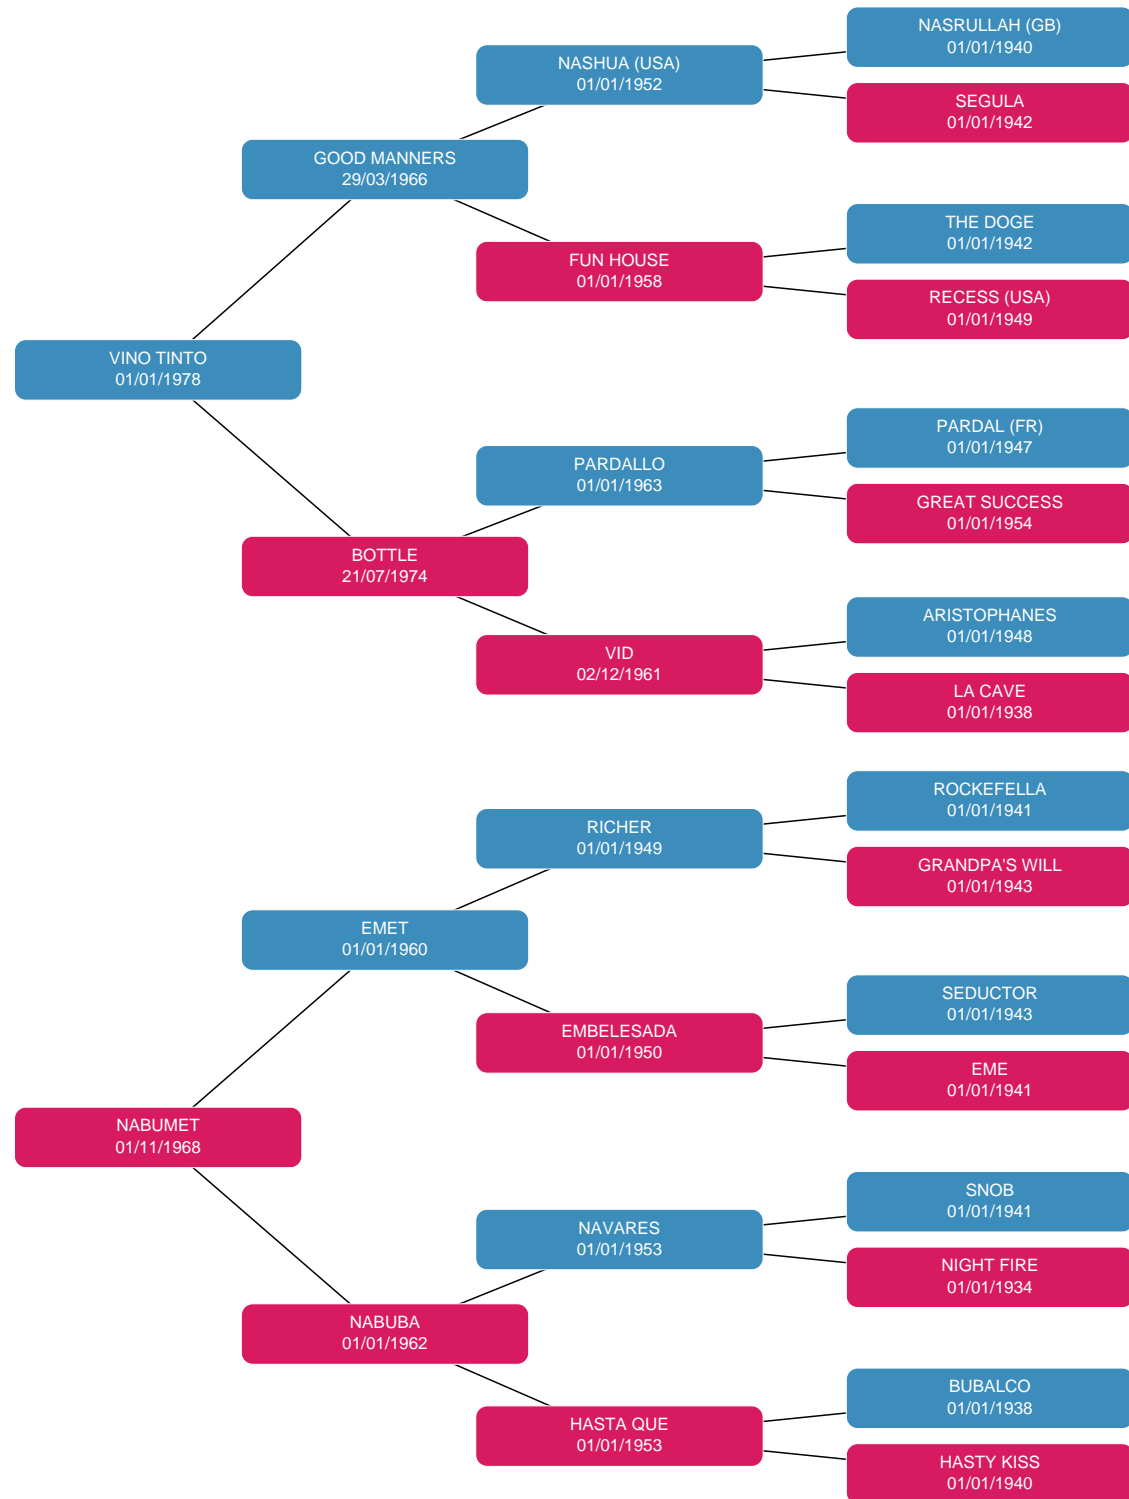 NASRULLAH (GB)
01/01/1940
NASHUA (USA)
01/01/1952
SEGULA
01/01/1942
GOOD MANNERS
29/03/1966
THE DOGE
01/01/1942
FUN HOUSE
01/01/1958
RECESS (USA)
01/01/1949
VINO TINTO
01/01/1978
PARDAL (FR)
01/01/1947
PARDALLO
01/01/1963
GREAT SUCCESS
01/01/1954
BOTTLE
21/07/1974
ARISTOPHANES
01/01/1948
VID
02/12/1961
LA CAVE
01/01/1938
ROCKEFELLA
01/01/1941
RICHER
01/01/1949
GRANDPA'S WILL
01/01/1943
EMET
01/01/1960
SEDUCTOR
01/01/1943
EMBELESADA
01/01/1950
EME
01/01/1941
NABUMET
01/11/1968
SNOB
01/01/1941
NAVARES
01/01/1953
NIGHT FIRE
01/01/1934
NABUBA
01/01/1962
BUBALCO
01/01/1938
HASTA QUE
01/01/1953
HASTY KISS
01/01/1940